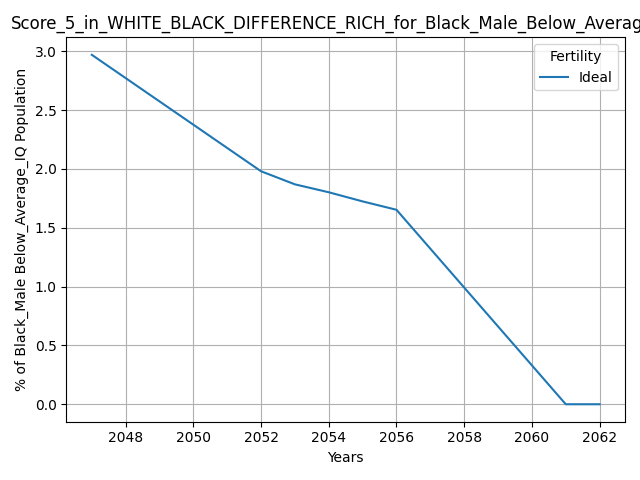 Score_5_in_WHITE_BLACK_DIFFERENCE_RICH_for_Black_Male_Below_Averag
3.0
2.5
2.0
1.5
1.0
0.5
0.0
% of Black_Male Below_Average_IQ Population
Fertility
Ideal
2048 2050 2052 2054 2056 2058 2060 2062
Years